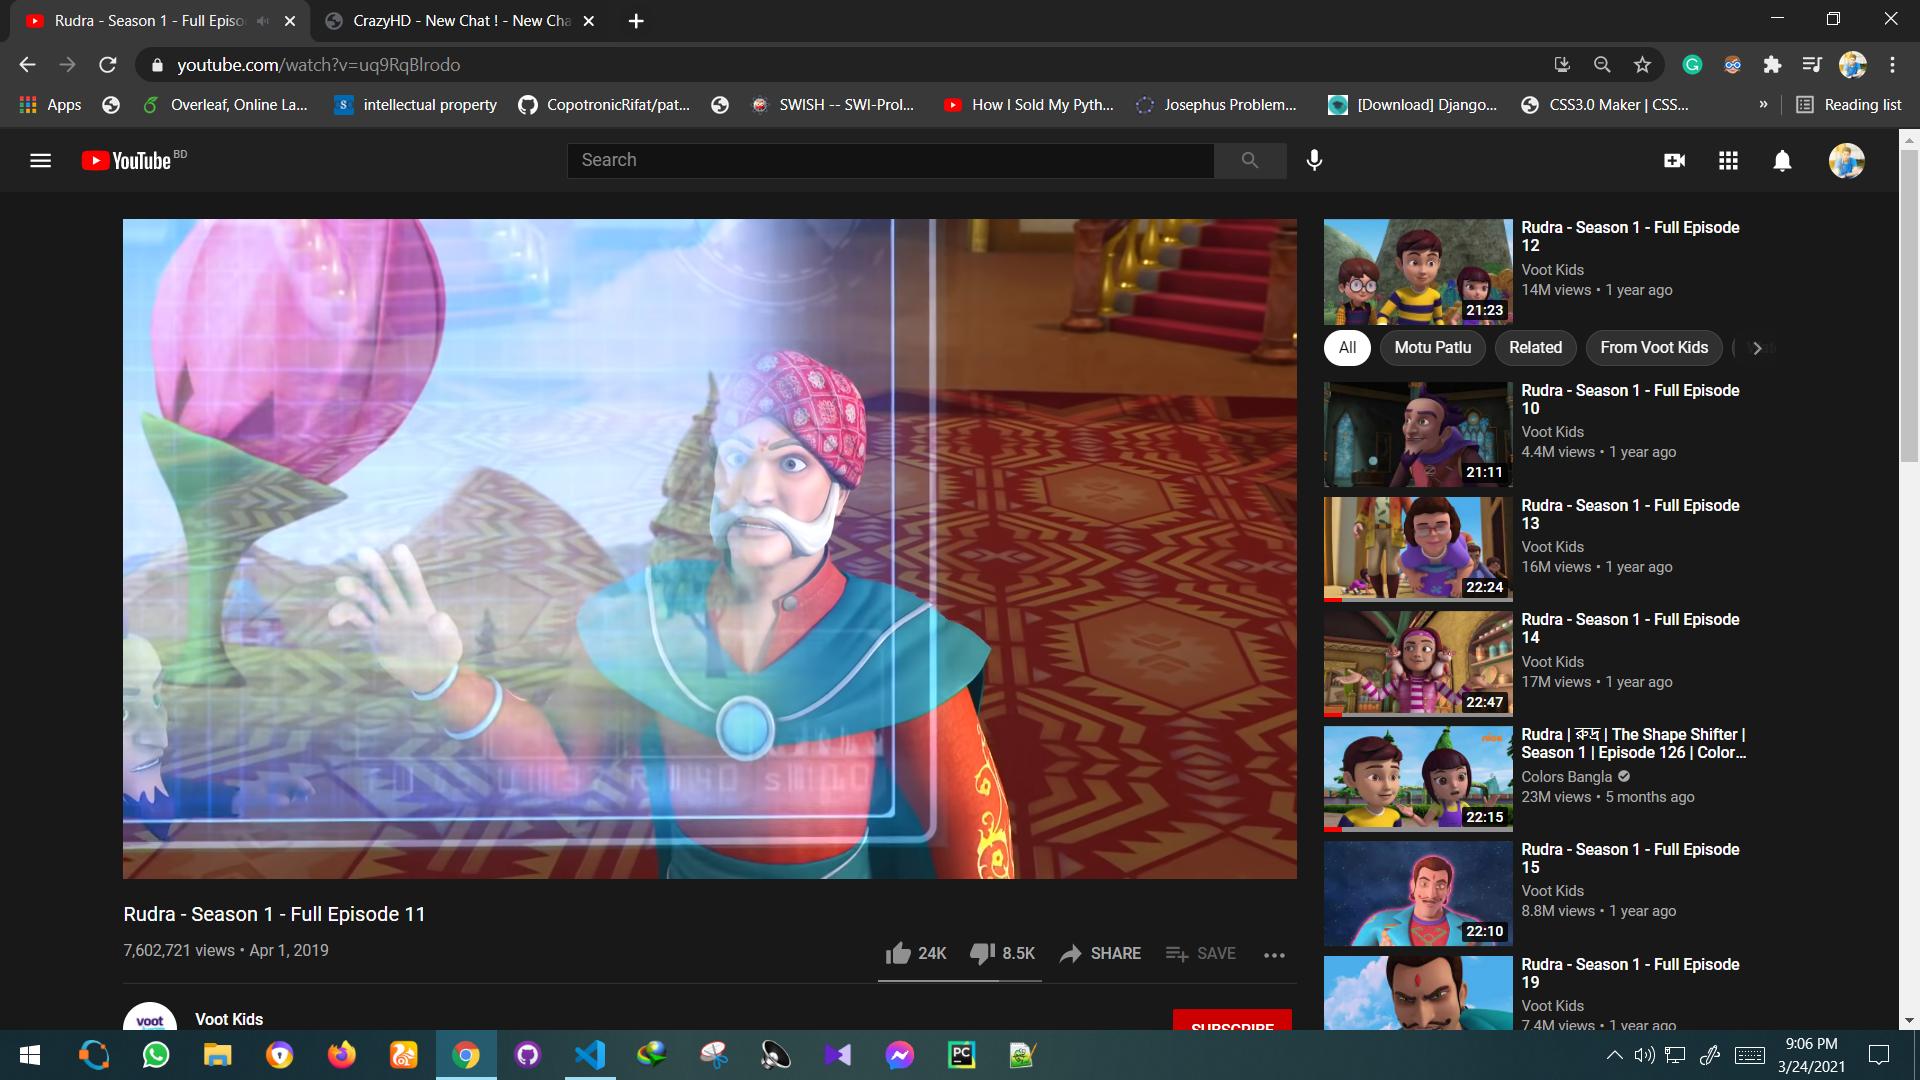 Rudra - Season 1 - Full Episo
CrazyHD - New Chat ! - New Cha
youtube.com/watch?v=uq9RqBlrodo
Apps
Overleaf, Online La...
intellectual property
CopotronicRifat/pat...
SWISH -- SWI-Prol...
How I Sold My Pyth...
Josephus Problem...
[Download] Django...
CSS3.0 Maker | CSS...
»
Reading list
YouTube BD
Search
Rudra - Season 1 - Full Episode
12
Voot Kids
14M views • 1 year ago
21:23
All
Motu Patlu
Related
From Voot Kids
Rudra - Season 1 - Full Episode
10
Voot Kids
4.4M views • 1 year ago
21:11
Rudra - Season 1 - Full Episode
13
Voot Kids
16M views • 1 year ago
22:24
Rudra - Season 1 - Full Episode
14
Voot Kids
17M views • 1 year ago
22:47
Rudra | রুদ্র | The Shape Shifter |
Season 1 | Episode 126 | Color...
Colors Bangla
23M views • 5 months ago
22:15
nick
Rudra - Season 1 - Full Episode
15
Voot Kids
8.8M views • 1 year ago
22:10
Rudra - Season 1 - Full Episode
19
Voot Kids
7.4M views • 1 year ago
Rudra - Season 1 - Full Episode 11
7,602,721 views • Apr 1, 2019
24K
8.5K
SHARE
SAVE
voot
Voot Kids
SUBSCRIBE
PC
9:06 PM
3/24/2021